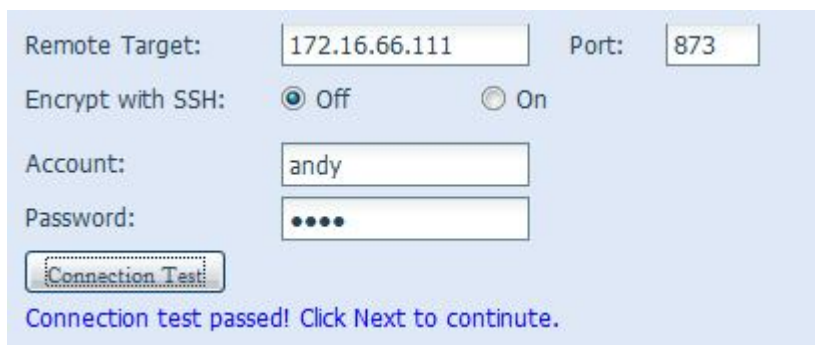 Remote Target: 172.16.66.111 Port: 873
Encrypt with SSH: Off On
Account: andy
Password: ●●●●
Connection Test
Connection test passed! Click Next to continute.